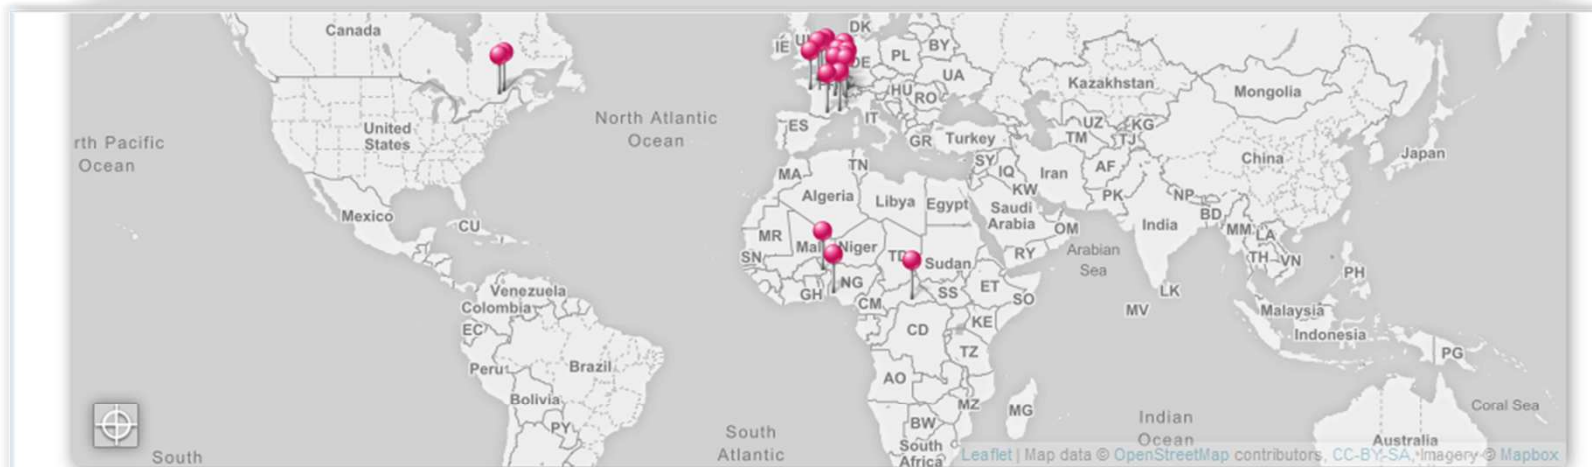 Canada
DK
IE
BY
PL
DE
UA
Kazakhstan
Mongolia
HU
RO
North Atlantic
Ocean
United
States
rth Pacific
Ocean
ES
IT
GR
Turkey
UZ
KG
TM
TJ
China
Japan
TN
SY
IQ
Iran
AF
MA
Algeria
Libya
Egypt
KW
PK
NP
Saudi
Arabia
BD
Mexico
CU
MR
OM
India
MM
LA
Niger
SN
TD
Sudan
RY
Arabian
Sea
TH
VN
PH
NG
GH
CM
SS
ET
SO
LK
MV
Venezuela
Colombia
EC
Malaysia
Indonesia
CD
KE
TZ
PG
Peru
Brazil
AO
Bolivia
MZ
MG
PY
BW
Indian
Ocean
Coral Sea
South
Atlantic
South
Africa
Australia
South
Leaflet | Map data © OpenStreetMap contributors, CC-BY-SA, Imagery © Mapbox